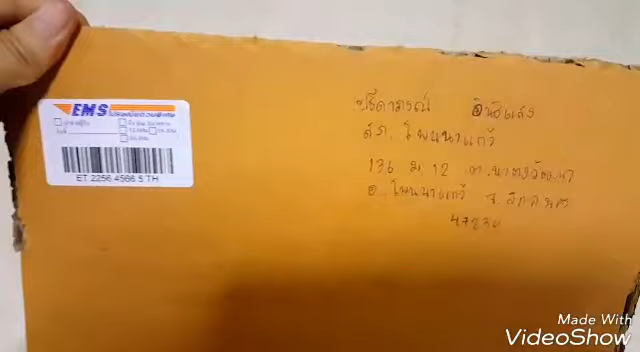 EMS
ET 2256 4566 5 TH
ปรีดาภรณ์
สภ. โพนนาแก้ว
136 ม. 12 ต. นาตงวัฒนา
อ. โพนนาแก้ว จ. สกลนคร
47230
Made With
VideoShow